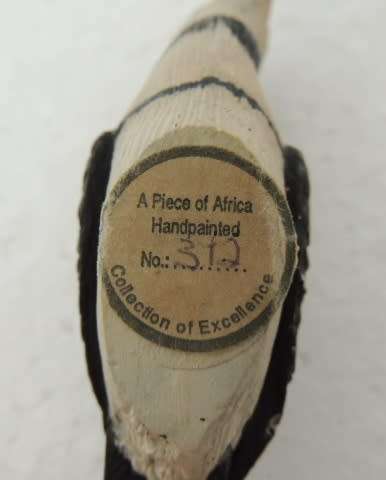 A Piece of Africa
Handpainted
No.: 312
Collection of Excellence